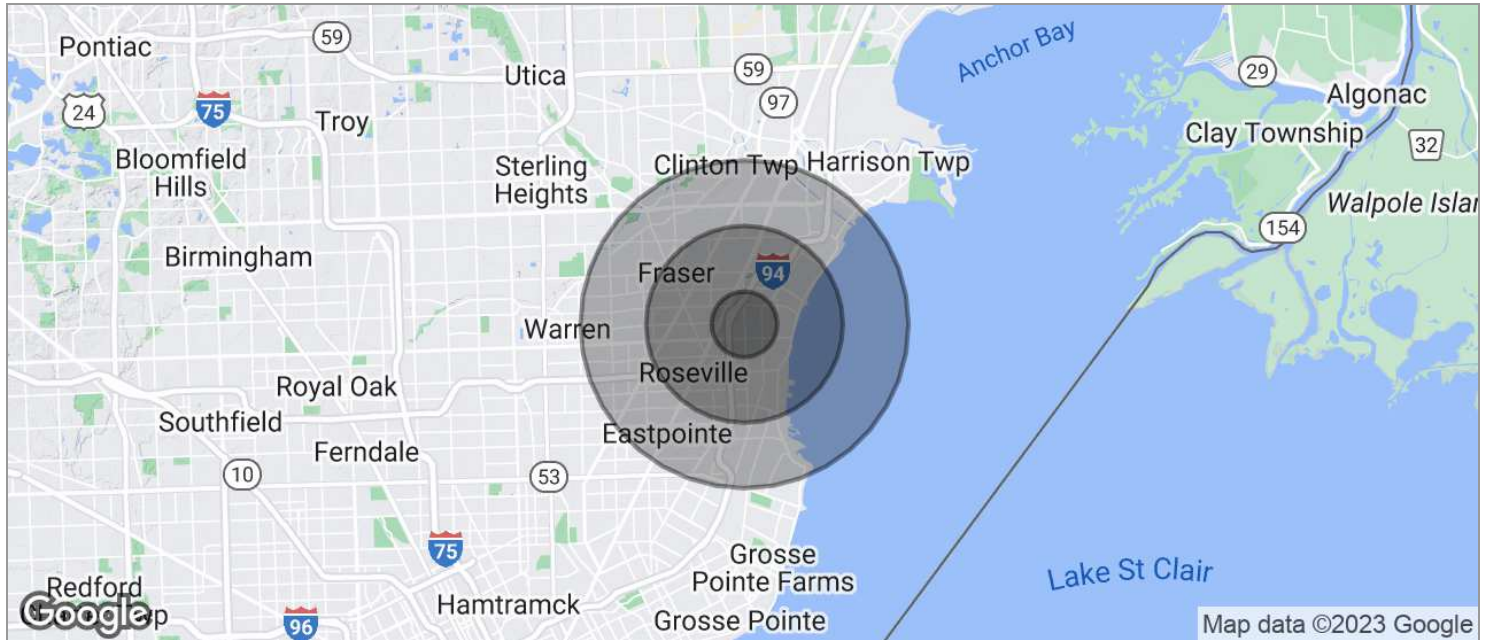 Pontiac
59
Utica
59
Anchor Bay
29
Algonac
24
75
Troy
97
Clay Township
32
Bloomfield
Hills
Sterling
Heights
Clinton Twp
Harrison Twp
Walpole Islan
154
Birmingham
Fraser
94
Warren
Royal Oak
Roseville
Southfield
Ferndale
Eastpointe
10
53
75
Grosse
Pointe Farms
Lake St Clair
Redford
Hamtramck
Grosse Pointe
Google
96
Map data ©2023 Google